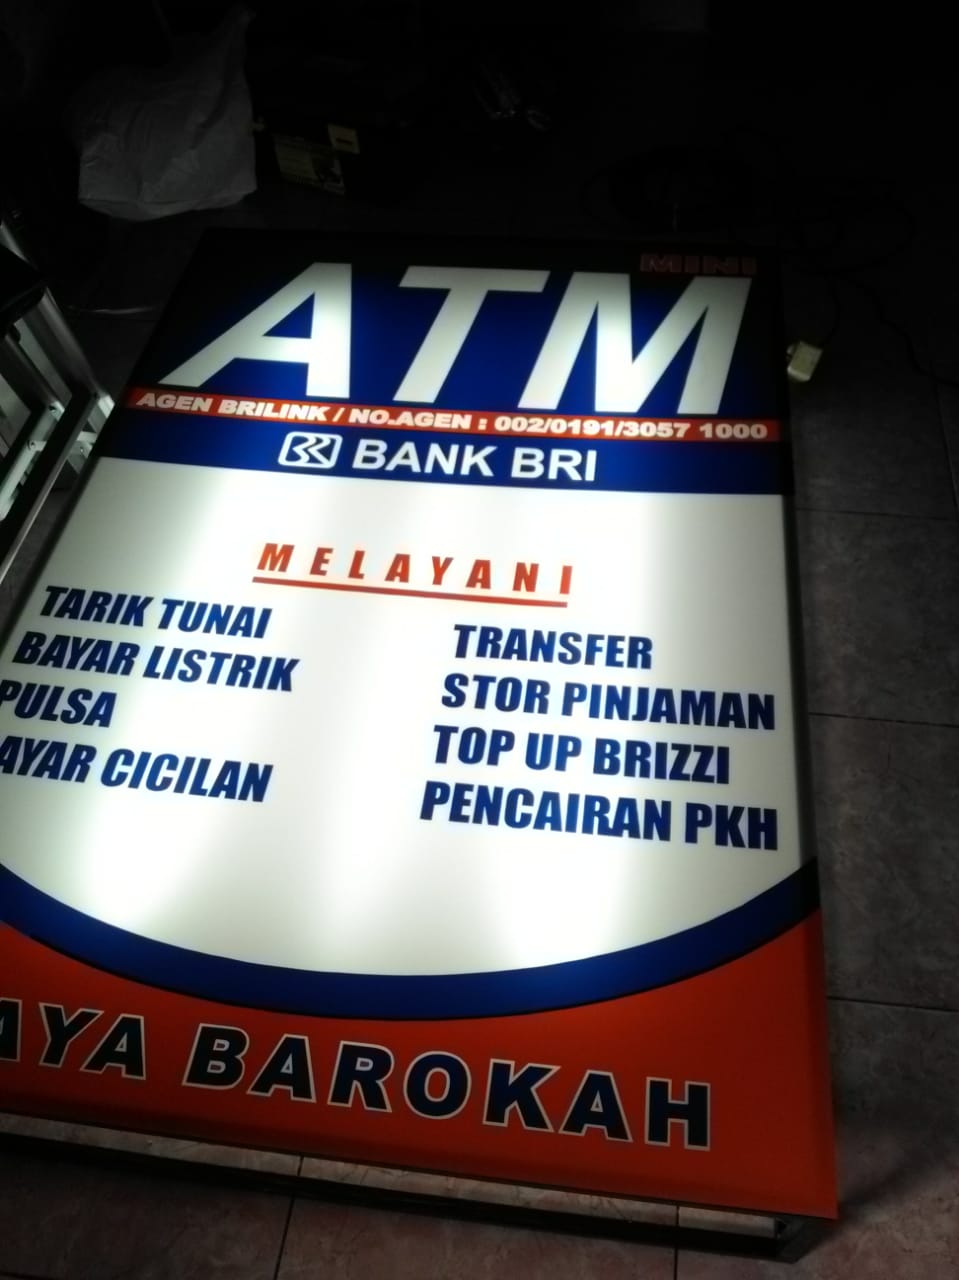 MINI
ATM
AGEN BRILINK / NO.AGEN : 002/0191/3057 1000
BANK BRI
MELAYANI
TARIK TUNAI
BAYAR LISTRIK
PULSA
AYAR CICILAN
TRANSFER
STOR PINJAMAN
TOP UP BRIZZI
PENCAIRAN PKH
AYA BAROKAH